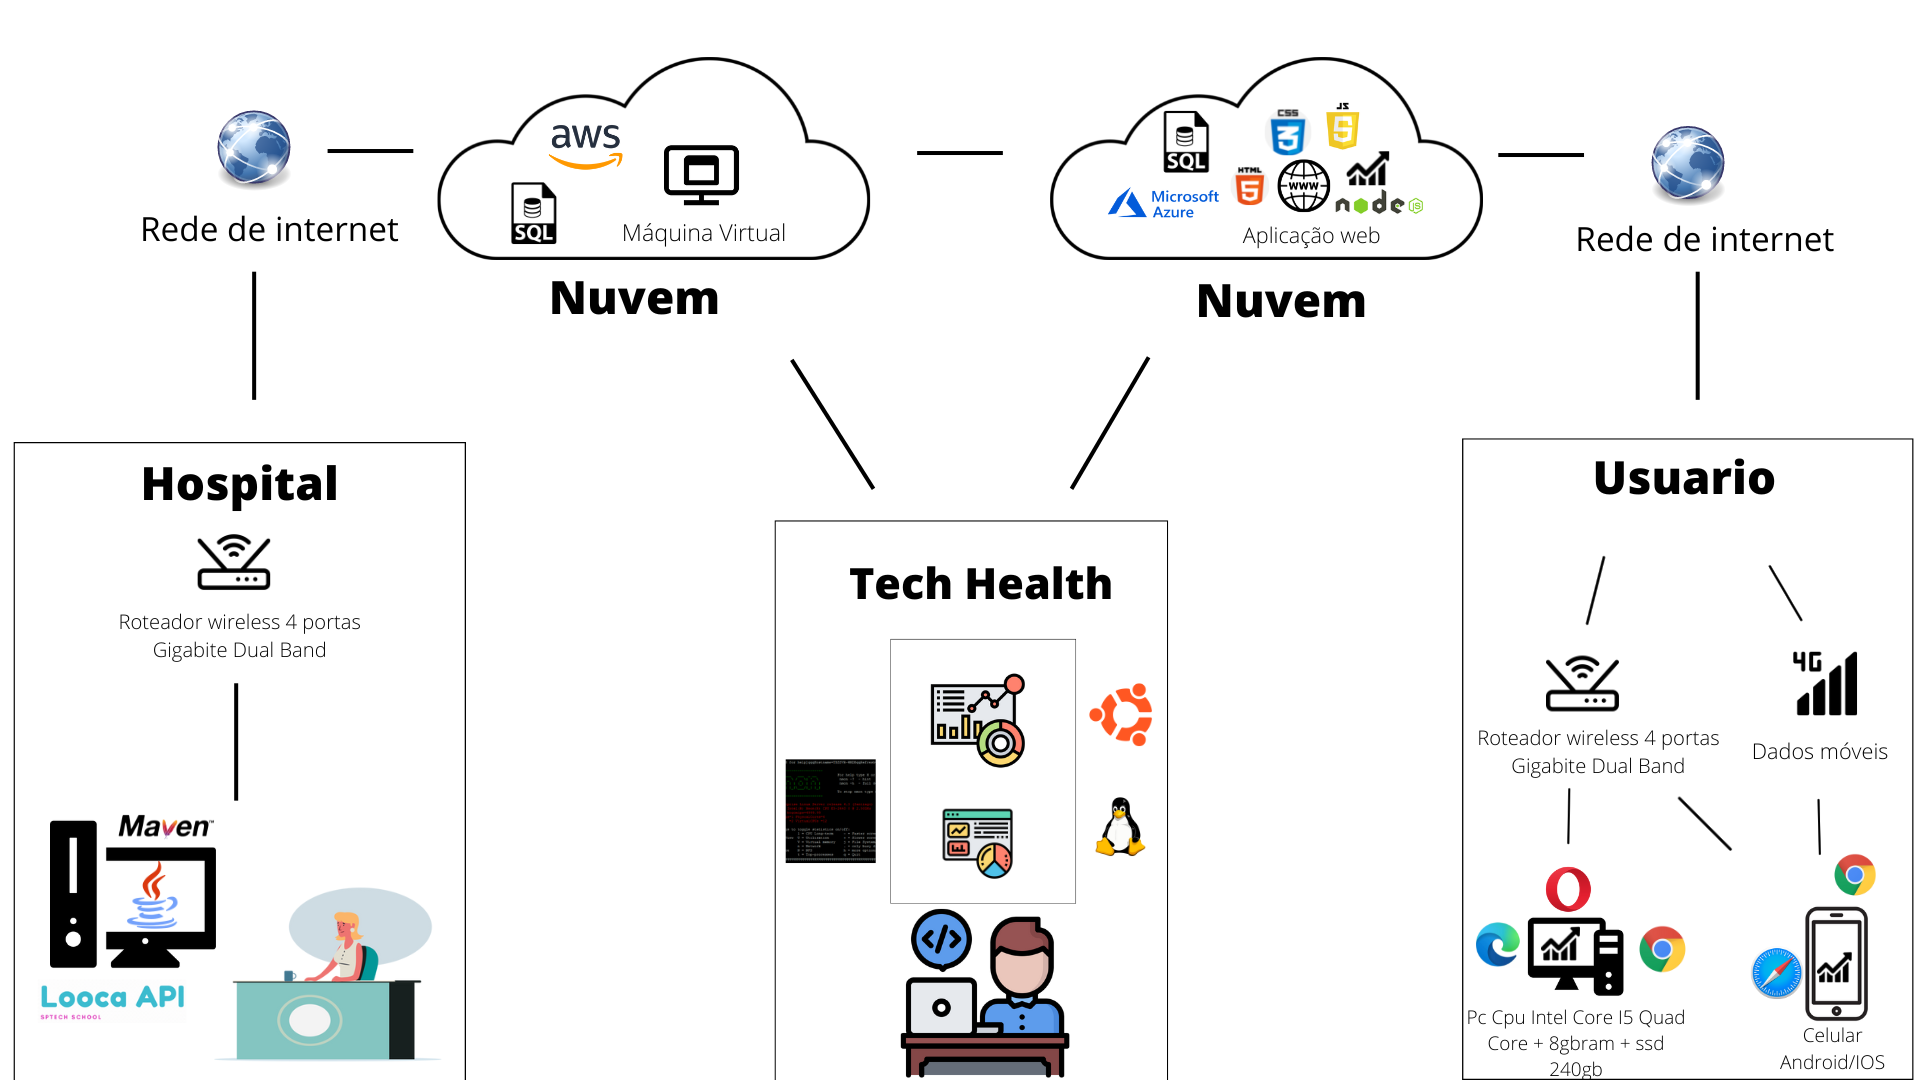 Rede de internet
aws
SQL
Máquina Virtual
Nuvem
SQL
CSS
3
JS
HTML
5
www
Microsoft
Azure
node
JS
Aplicação web
Nuvem
Rede de internet
Hospital
Roteador wireless 4 portas
Gigabite Dual Band
Maven™
Looca API
SPTECH SCHOOL
Tech Health
</>
Usuario
4G
Roteador wireless 4 portas
Gigabite Dual Band
Dados móveis
Pc Cpu Intel Core I5 Quad
Core + 8gbram + ssd
240gb
Celular
Android/IOS